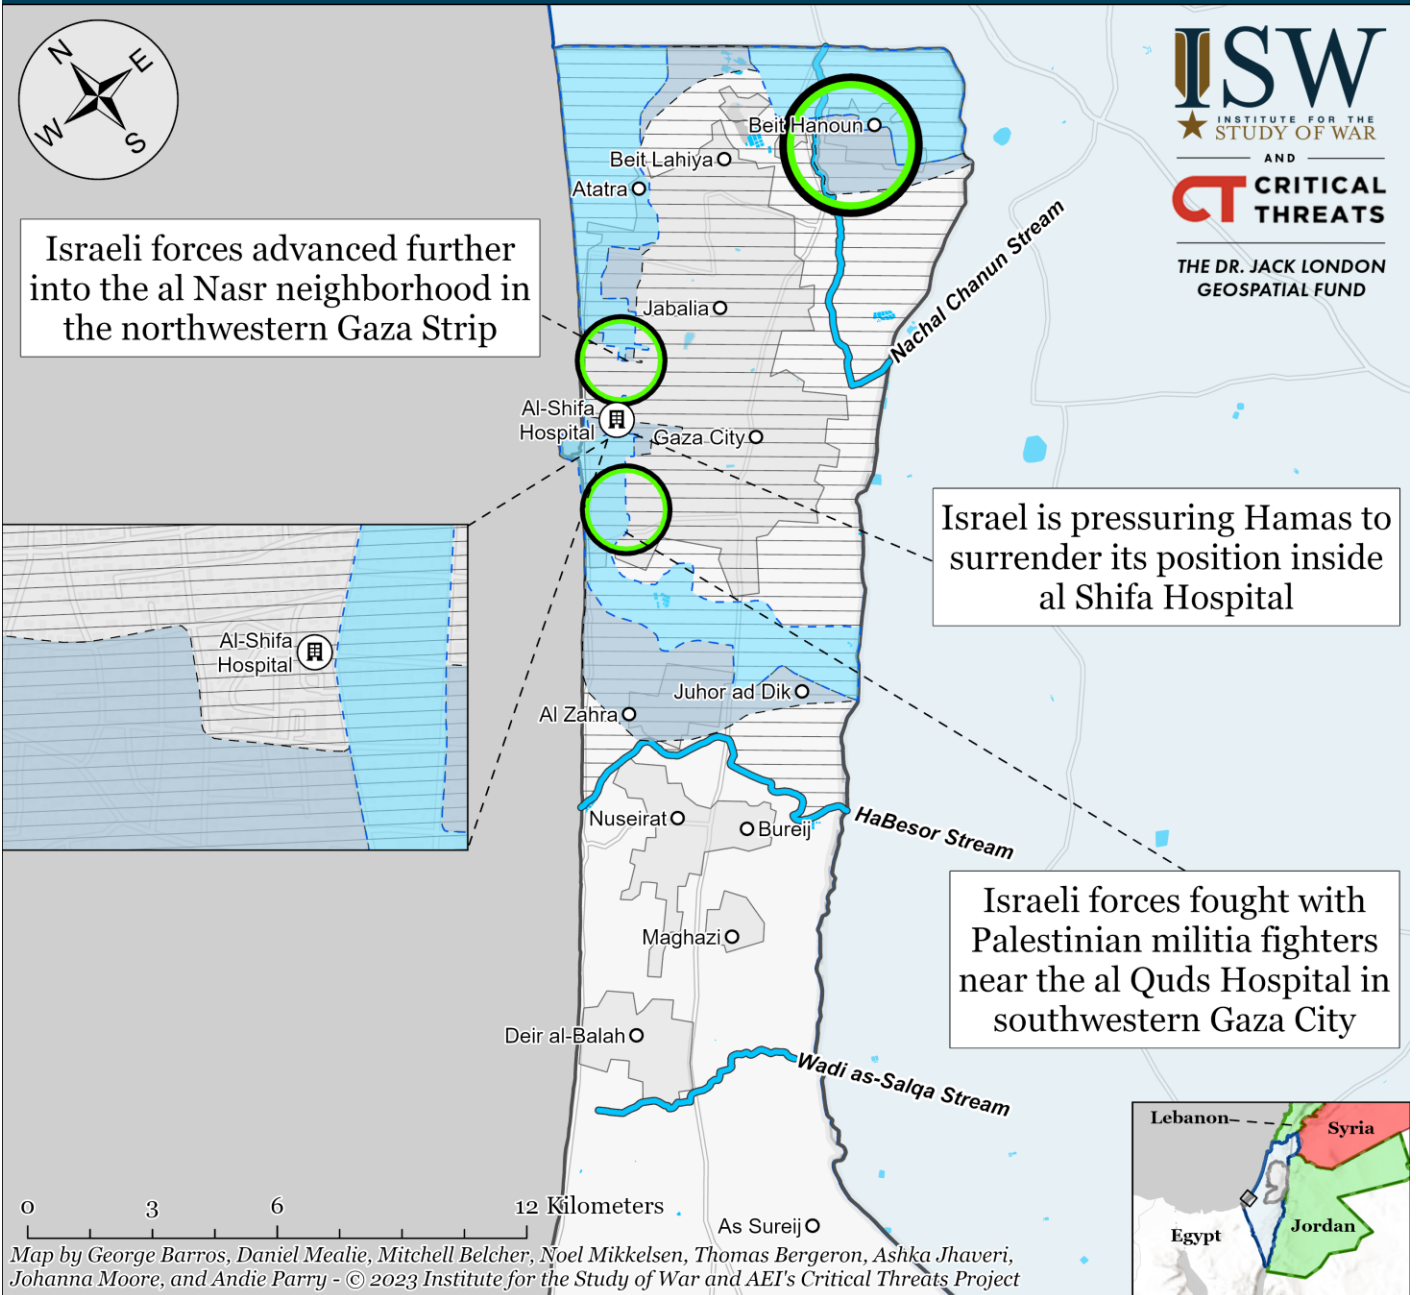 N
E
W
S
ISW
INSTITUTE FOR THE
STUDY OF WAR
AND
CT CRITICAL
THREATS
THE DR. JACK LONDON
GEOSPATIAL FUND
Beit Hanoun
Beit Lahiya
Atatra
Israeli forces advanced further
into the al Nasr neighborhood in
the northwestern Gaza Strip
Nachal Chanun Stream
Jabalia
Al-Shifa
Hospital
Gaza City
Israel is pressuring Hamas to
surrender its position inside
al Shifa Hospital
Al-Shifa
Hospital
Juhor ad Dik
Al Zahra
Nuseirat
Bureij
HaBesor Stream
Israeli forces fought with
Palestinian militia fighters
near the al Quds Hospital in
southwestern Gaza City
Maghazi
Deir al-Balah
Wadi as-Salqa Stream
Lebanon
Syria
Egypt
Jordan
0 3 6 12 Kilometers
As Sureij
Map by George Barros, Daniel Mealie, Mitchell Belcher, Noel Mikkelsen, Thomas Bergeron, Ashka Jhaveri,
Johanna Moore, and Andie Parry - © 2023 Institute for the Study of War and AEI's Critical Threats Project